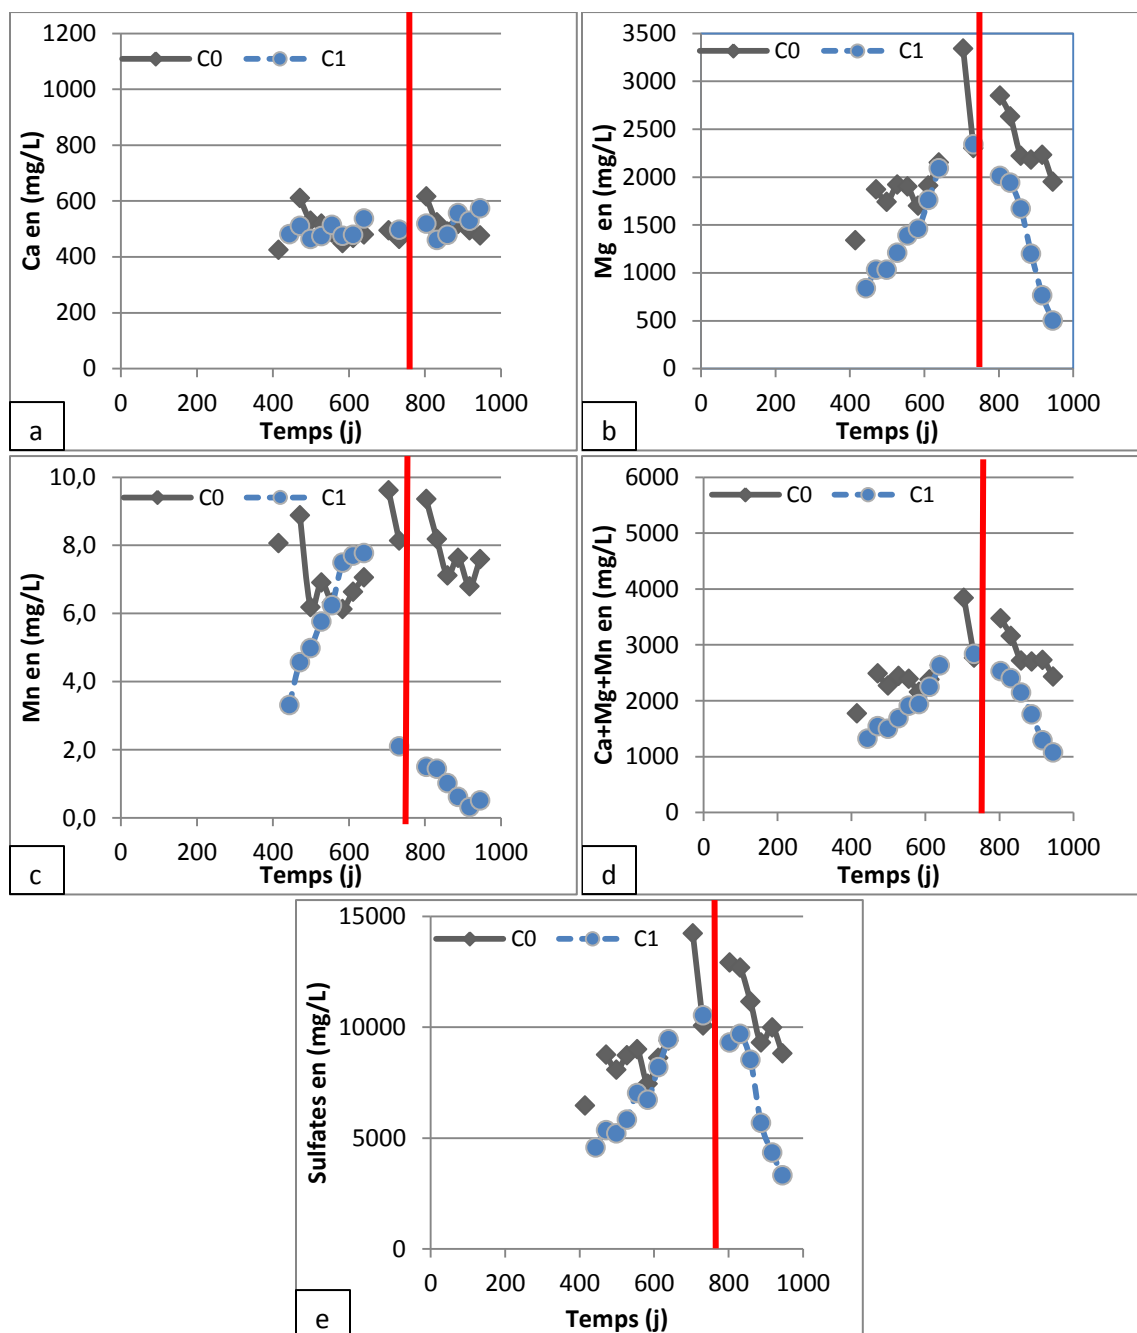 1200
1000
800
600
400
200
0
C0 C1
Ca en (mg/L)
0 200 400 600 800 1000
Temps (j)
a
3500
3000
2500
2000
1500
1000
500
0
C0 C1
Mg en (mg/L)
0 200 400 600 800 1000
Temps (j)
b
10,0
8,0
6,0
4,0
2,0
0,0
C0 C1
Mn en (mg/L)
0 200 400 600 800 1000
Temps (j)
c
6000
5000
4000
3000
2000
1000
0
C0 C1
Ca+Mg+Mn en (mg/L)
0 200 400 600 800 1000
Temps (j)
d
15000
10000
5000
0
C0 C1
Sulfates en (mg/L)
0 200 400 600 800 1000
Temps (j)
e